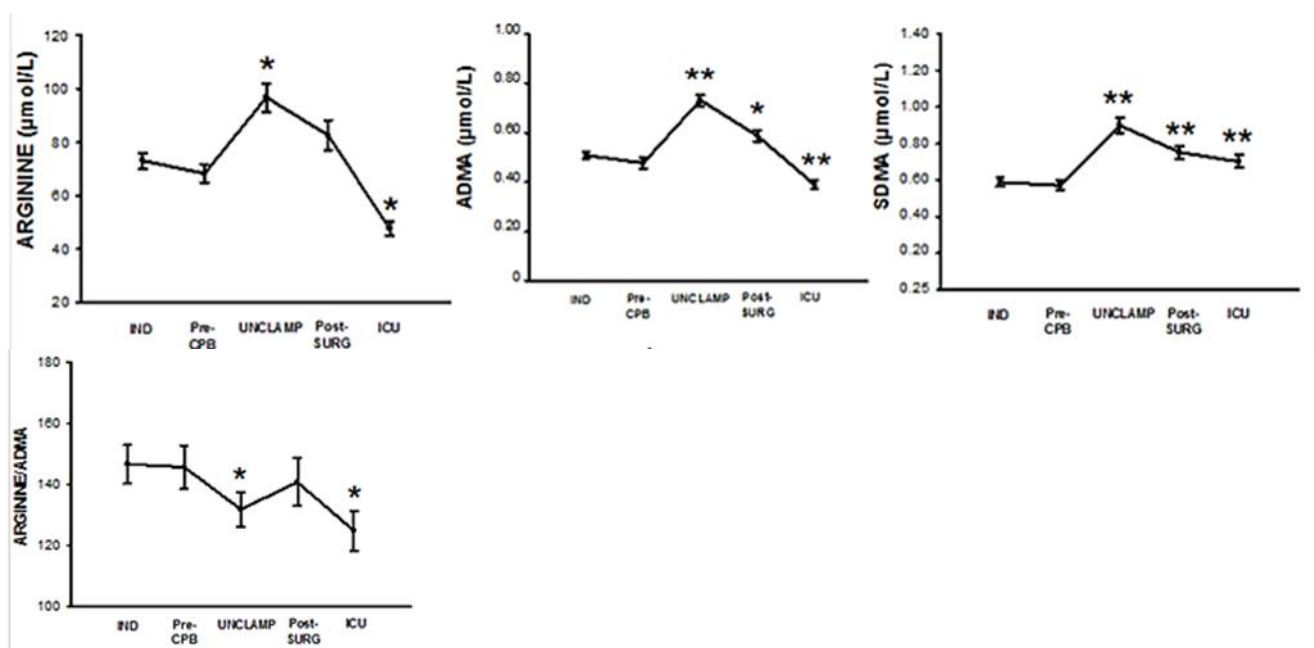 ARGININE (µmol/L)
120
100
80
60
40
20
*
*
IND
Pre-
CPB
UNCLAMP
Post-
SURG
ICU
ADMA (µmol/L)
1.00
0.80
0.60
0.40
0.20
0
**
*
**
IND
Pre-
CPB
UNCLAMP
Post-
SURG
ICU
SDMA (µmol/L)
1.40
1.20
1.00
0.80
0.60
0.40
0.20
0.25
**
**
**
IND
Pre-
CPB
UNCLAMP
Post-
SURG
ICU
ARGININE/ADMA
180
160
140
120
100
*
*
IND
Pre-
CPB
UNCLAMP
Post-
SURG
ICU